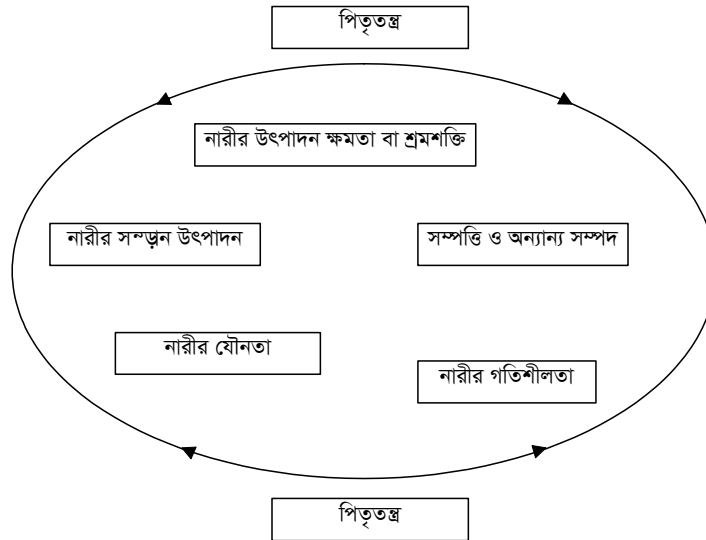 পিতৃতন্ত্র
নারীর উৎপাদন ক্ষমতা বা শ্রমশক্তি
নারীর সন্ড়ান উৎপাদন
সম্পত্তি ও অন্যান্য সম্পদ
নারীর যৌনতা
নারীর গতিশীলতা
পিতৃতন্ত্র